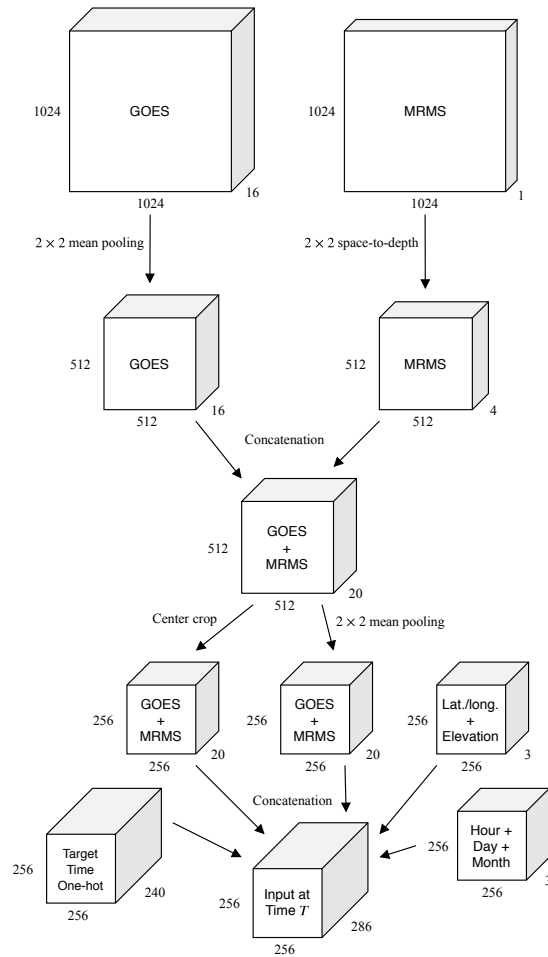 GOES
1024
1024
16
MRMS
1024
1024
1
2 × 2 mean pooling
2 × 2 space-to-depth
GOES
512
512
16
MRMS
512
512
4
Concatenation
GOES
+
MRMS
512
512
20
Center crop
2 × 2 mean pooling
GOES
+
MRMS
256
256
20
GOES
+
MRMS
256
256
20
Lat./long.
+
Elevation
256
256
3
Concatenation
Target
Time
One-hot
256
256
240
Input at
Time T
256
256
286
Hour +
Day +
Month
256
256
3